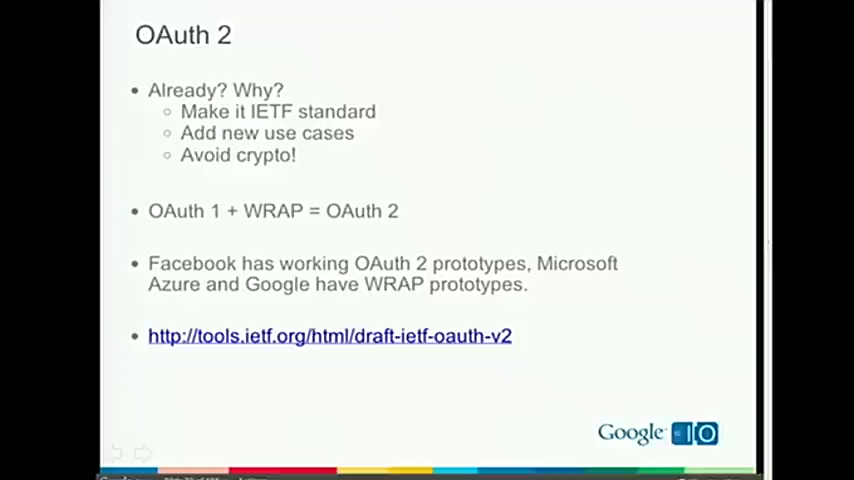 OAuth 2
• Already? Why?
○ Make it IETF standard
○ Add new use cases
○ Avoid crypto!
• OAuth 1 + WRAP = OAuth 2
• Facebook has working OAuth 2 prototypes, Microsoft
Azure and Google have WRAP prototypes.
• http://tools.ietf.org/html/draft-ietf-oauth-v2
Google IO